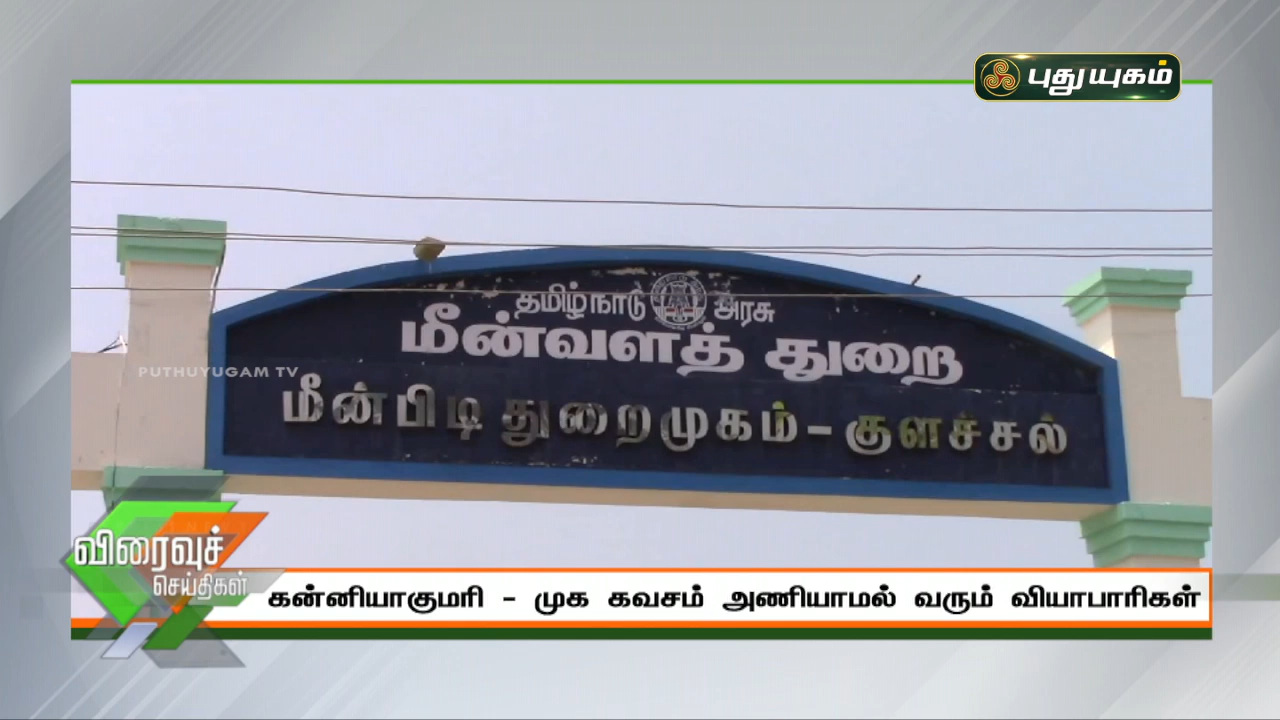 புதுயுகம்
தமிழ்நாடு அரசு
மீன்வளத் துறை
PUTHUYUGAM TV
மீன்பிடி துறைமுகம் - குளச்சல்
விரைவுச்
செய்திகள்
கன்னியாகுமரி - முக கவசம் அணியாமல் வரும் வியாபாரிகள்